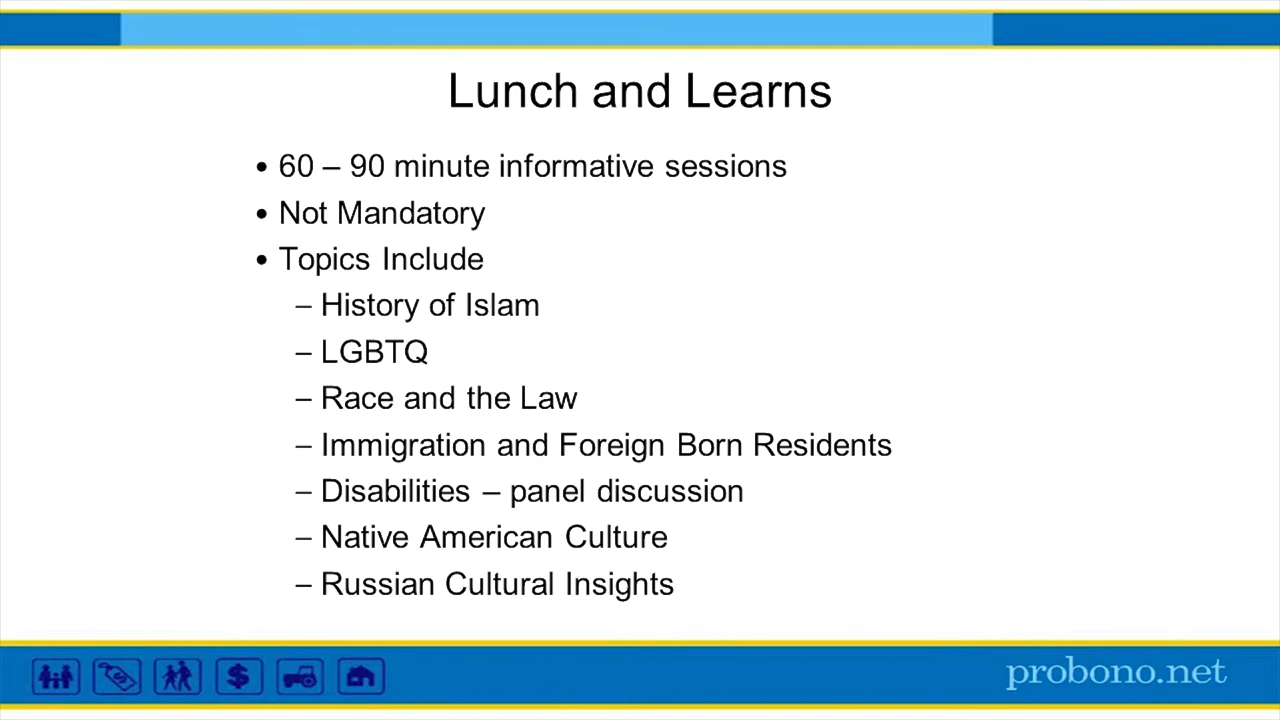 Lunch and Learns
• 60 – 90 minute informative sessions
• Not Mandatory
• Topics Include
– History of Islam
– LGBTQ
– Race and the Law
– Immigration and Foreign Born Residents
– Disabilities – panel discussion
– Native American Culture
– Russian Cultural Insights
$
probono.net